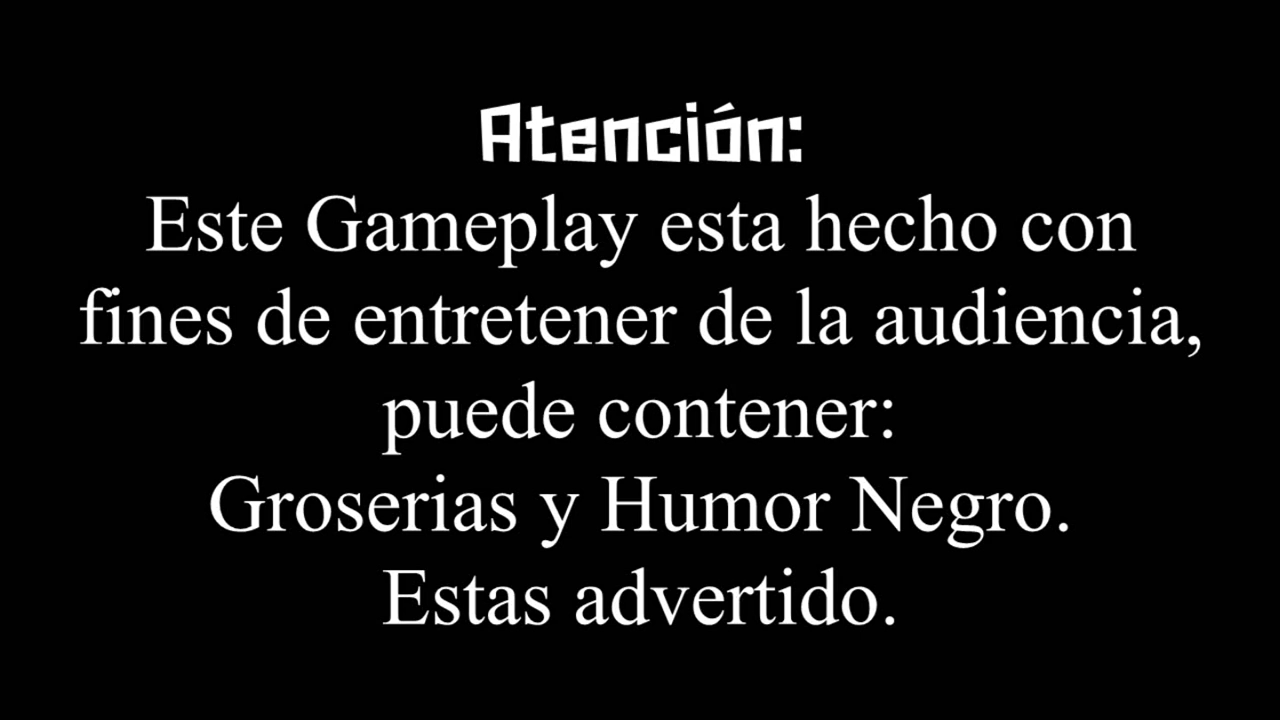 Atención:
Este Gameplay esta hecho con
fines de entretener de la audiencia,
puede contener:
Groserias y Humor Negro.
Estas advertido.